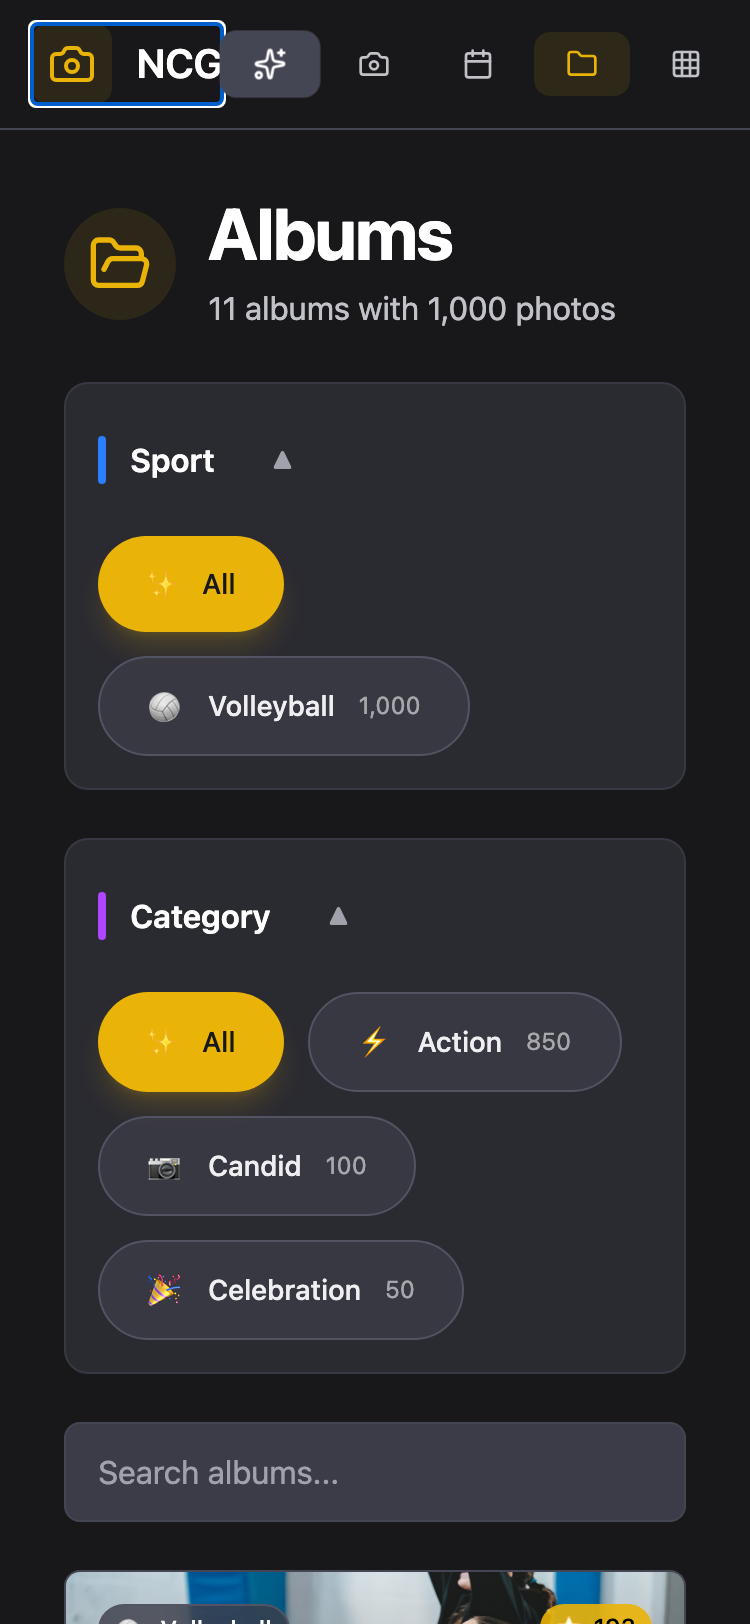 NCG
Albums
11 albums with 1,000 photos
Sport
All
Volleyball 1,000
Category
All
Action 850
Candid 100
Celebration 50
Search albums...
Volleyball